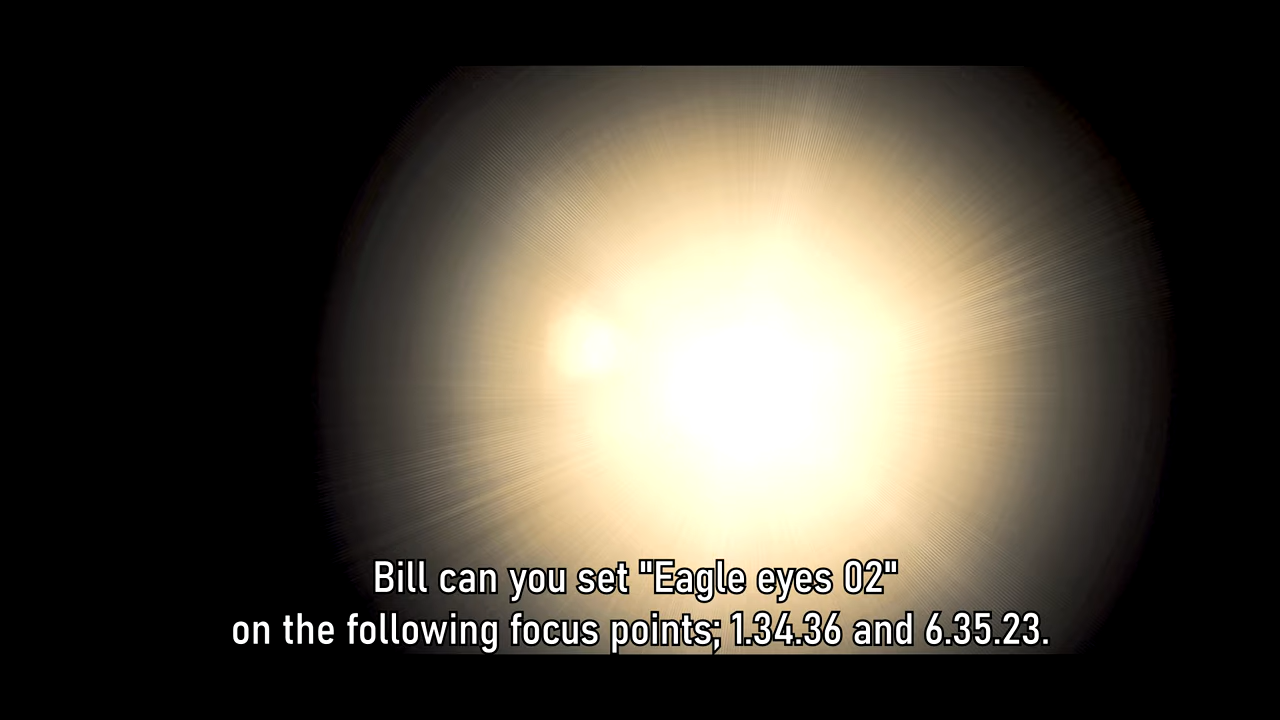 Bill can you set "Eagle eyes 02"
on the following focus points; 1.34.36 and 6.35.23.